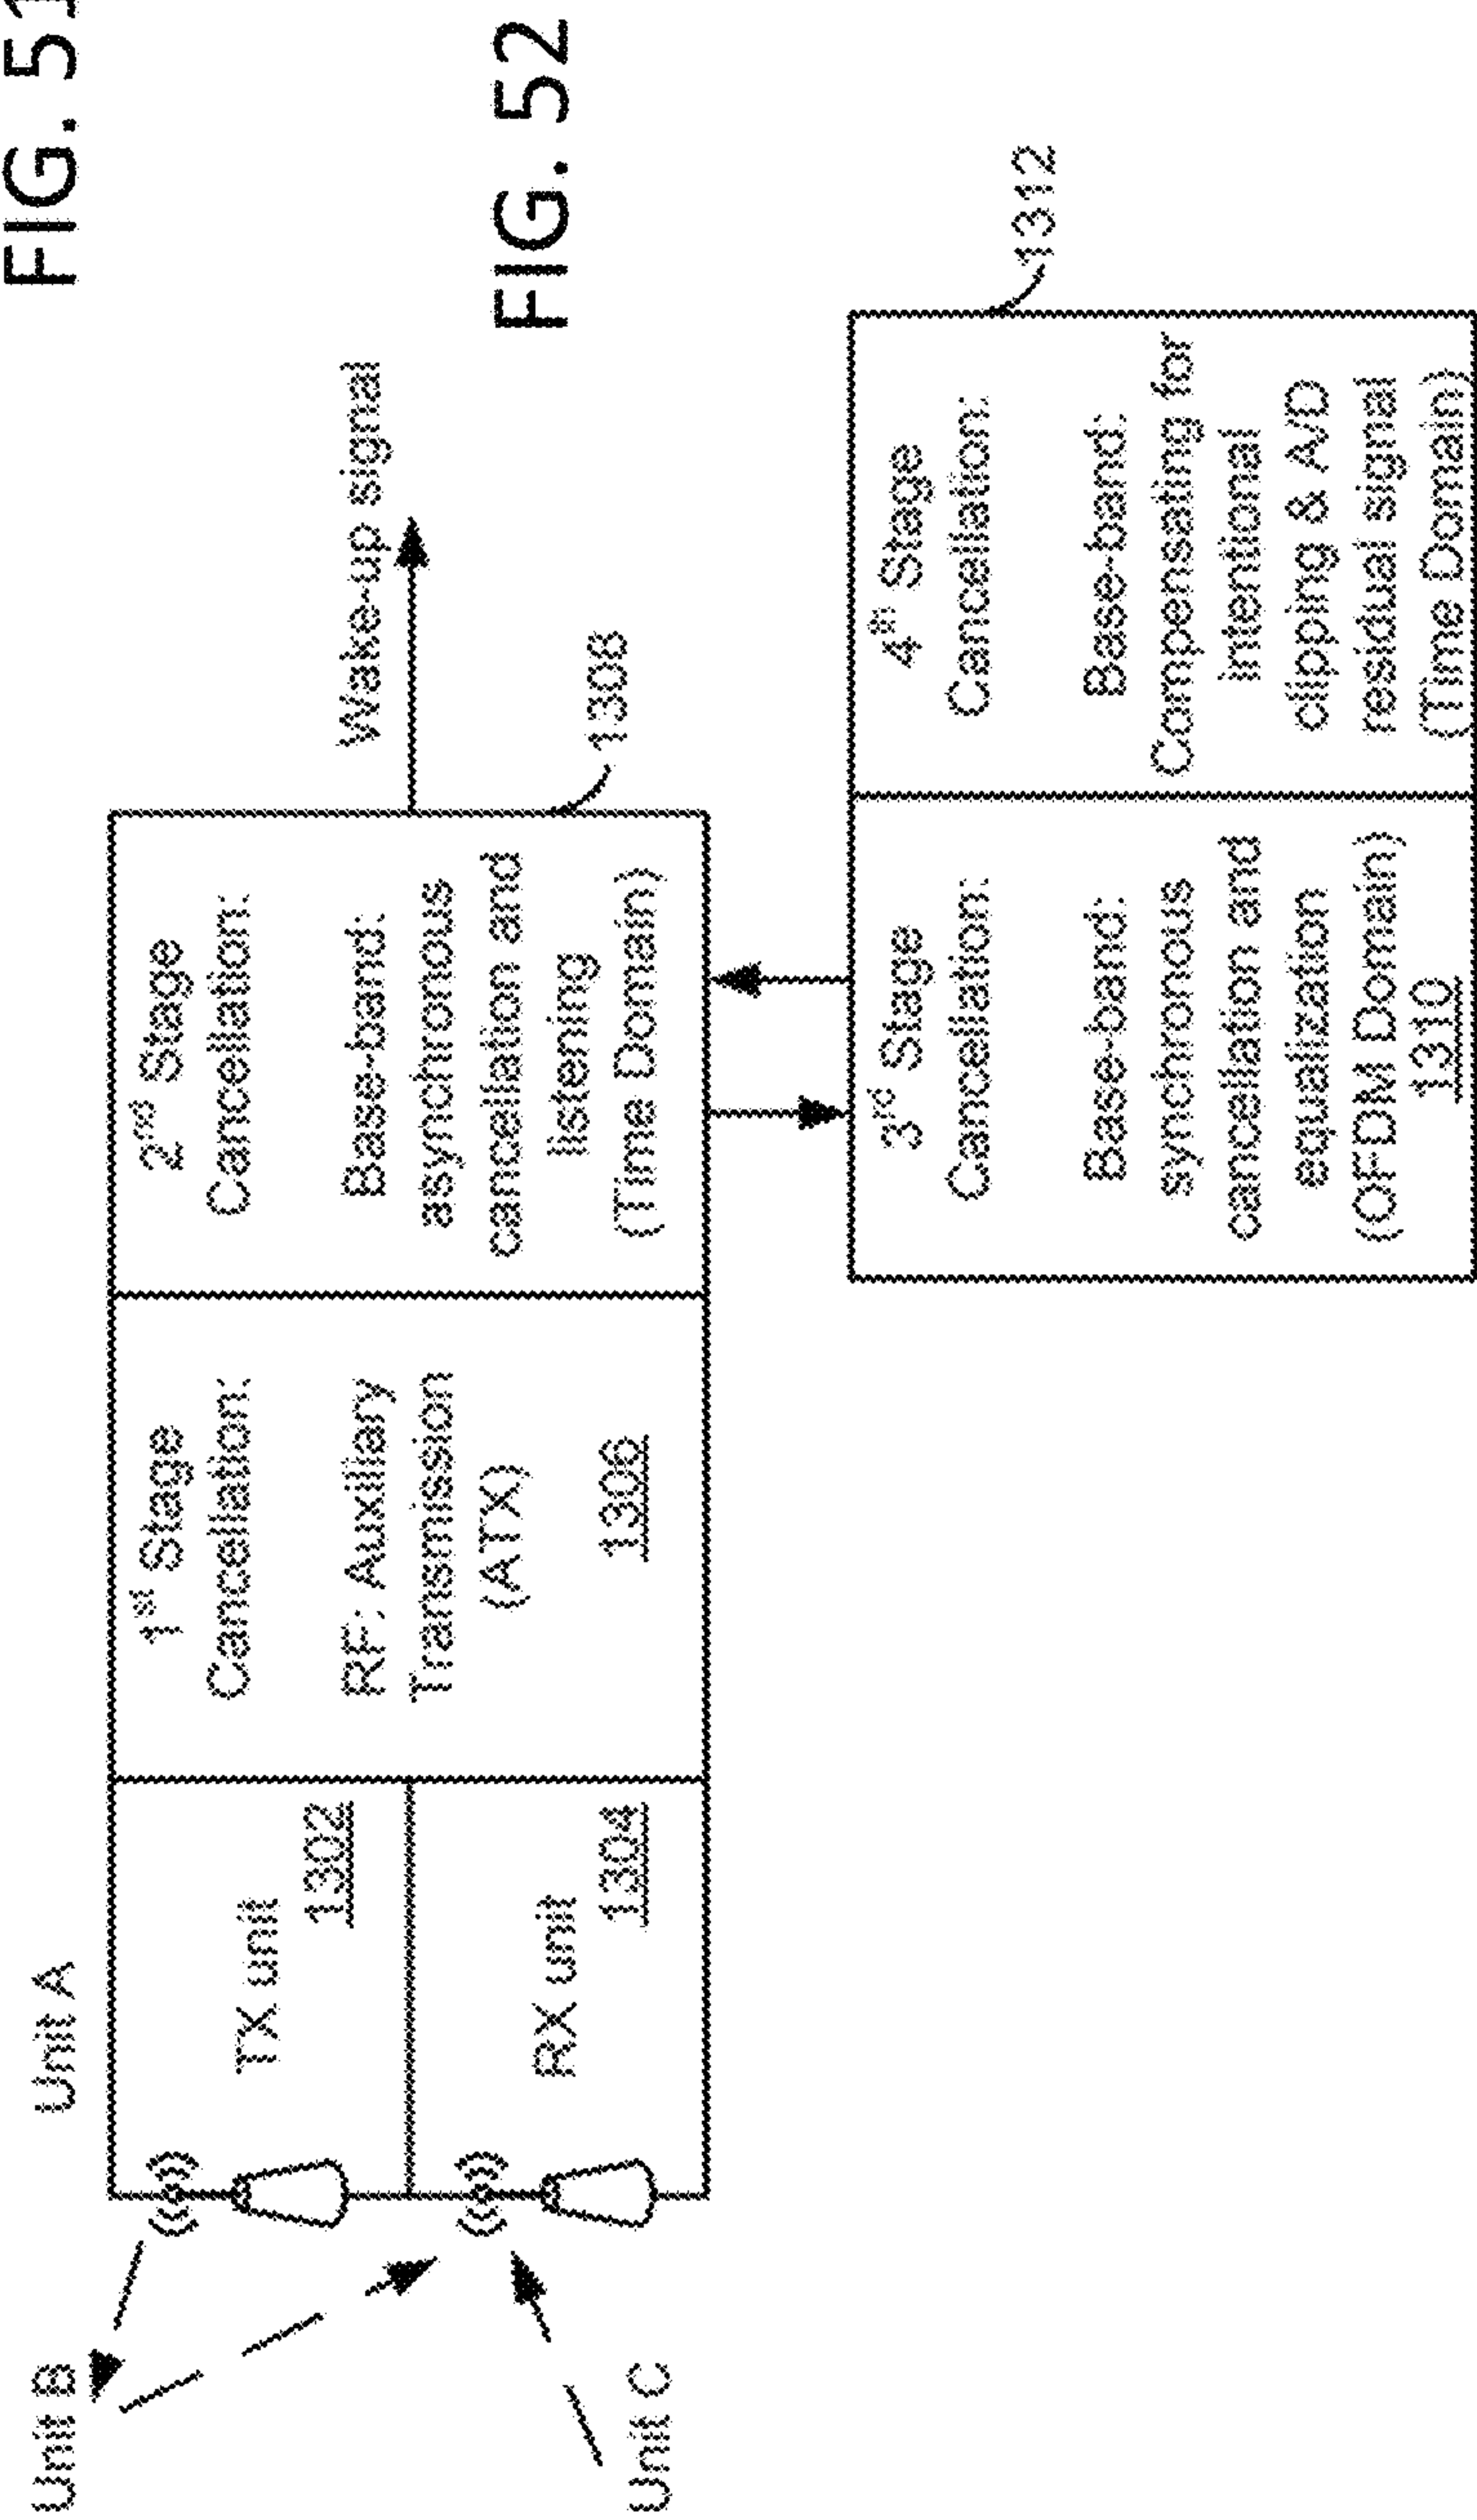 FIG. 51
Unit B
Unit A
TX unit
1302
RX unit
1304
Unit C
1st Stage
Cancellation:
RF; Auxiliary
Transmission
(ATX)
1306
2nd Stage
Cancellation:
Base-band:
asynchronous
cancellation and
listening
(Time Domain)
1308
Wake-up signal
FIG. 52
3rd Stage
Cancellation:
Base-band:
synchronous
cancellation and
equalization
(OFDM Domain)
1310
4th Stage
Cancellation:
Base-band:
Compensating for
intentional
clipping & A/D
residual signal
(Time Domain)
1312